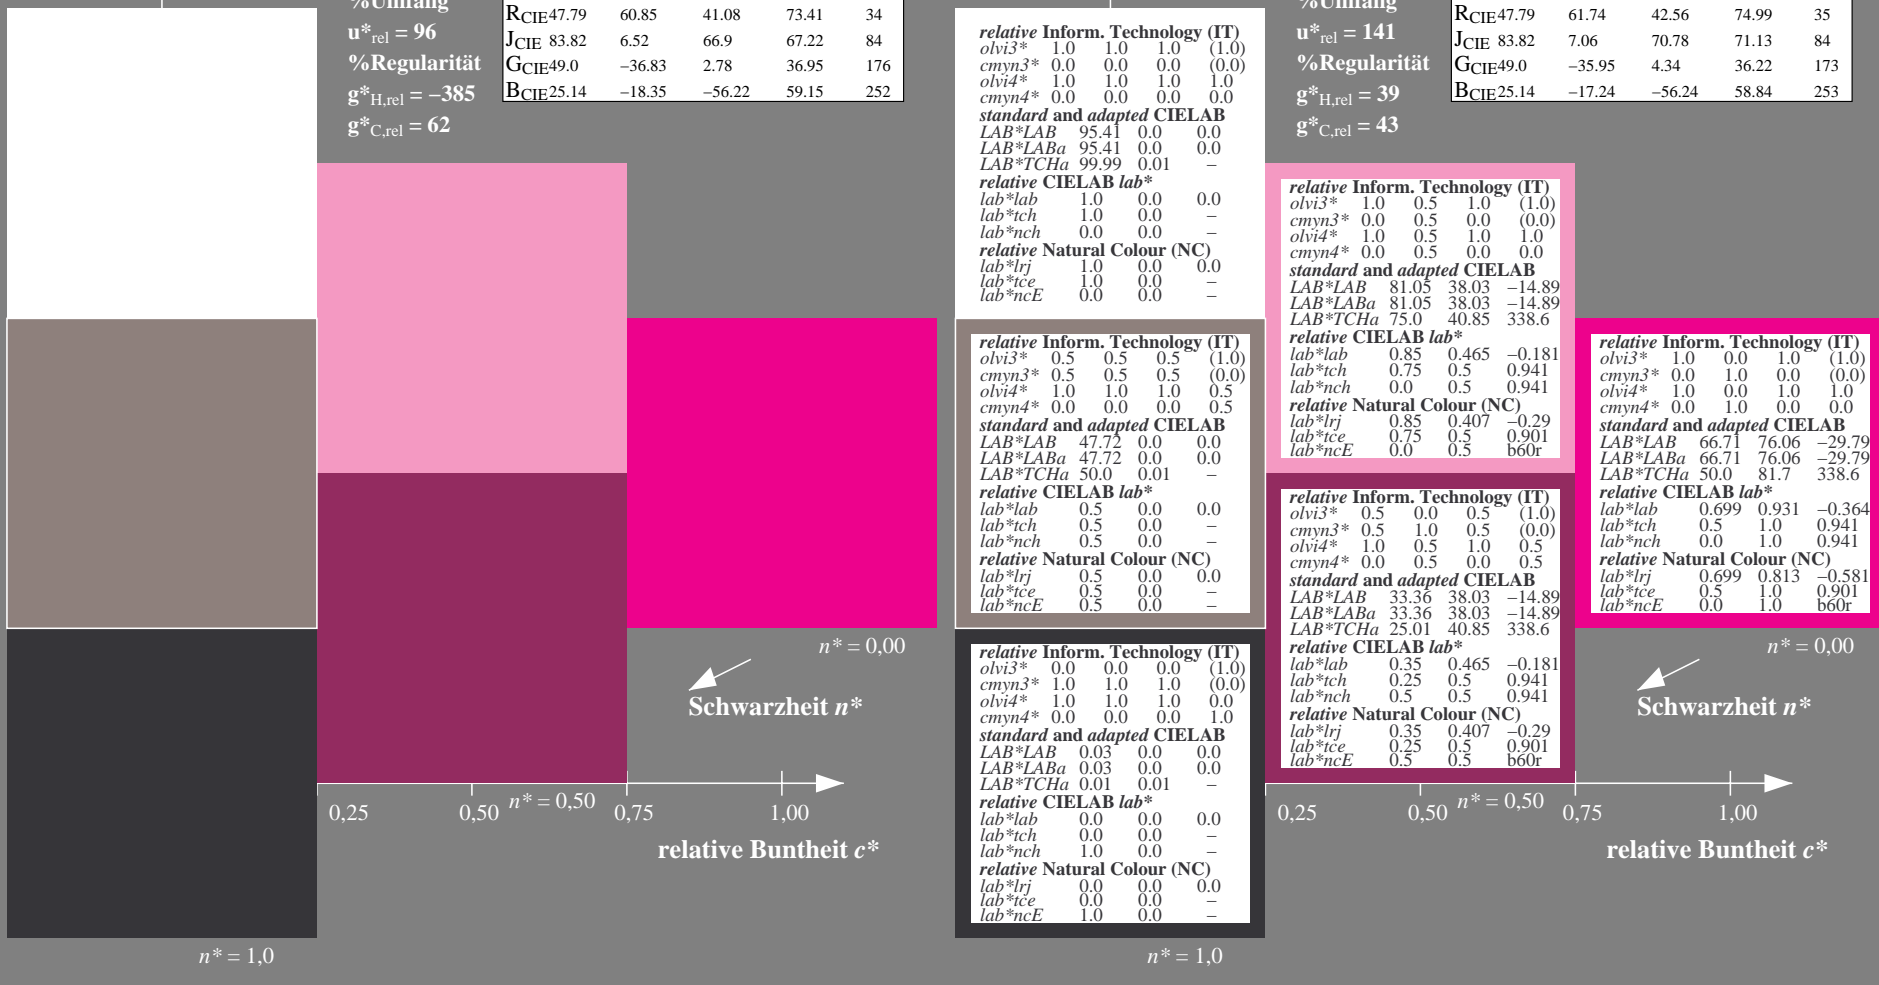 %Umfang
u*rel = 96
%Regularität
g*H,rel = −385
g*C,rel = 62
RCIE 47.79 60.85 41.08 73.41 34
JCIE 83.82 6.52 66.9 67.22 84
GCIE 49.0 −36.83 2.78 36.95 176
BCIE 25.14 −18.35 −56.22 59.15 252
n* = 0,00
Schwarzheit n*
0,25 0,50 n* = 0,50 0,75 1,00
relative Buntheit c*
n* = 1,0
relative Inform. Technology (IT)
olvi3* 1.0 1.0 1.0 (1.0)
cmyn3* 0.0 0.0 0.0 (0.0)
olvi4* 1.0 1.0 1.0 1.0
cmyn4* 0.0 0.0 0.0 0.0
standard and adapted CIELAB
LAB*LAB 95.41 0.0 0.0
LAB*LABa 95.41 0.0 0.0
LAB*TCHa 99.99 0.01 –
relative CIELAB lab*
lab*lab 1.0 0.0 0.0
lab*tch 1.0 0.0 –
lab*nch 0.0 0.0 –
relative Natural Colour (NC)
lab*lrj 1.0 0.0 0.0
lab*tce 1.0 0.0 –
lab*ncE 0.0 0.0 –
relative Inform. Technology (IT)
olvi3* 0.5 0.5 0.5 (1.0)
cmyn3* 0.5 0.5 0.5 (0.0)
olvi4* 1.0 1.0 1.0 0.5
cmyn4* 0.0 0.0 0.0 0.5
standard and adapted CIELAB
LAB*LAB 47.72 0.0 0.0
LAB*LABa 47.72 0.0 0.0
LAB*TCHa 50.0 0.01 –
relative CIELAB lab*
lab*lab 0.5 0.0 0.0
lab*tch 0.5 0.0 –
lab*nch 0.5 0.0 –
relative Natural Colour (NC)
lab*lrj 0.5 0.0 0.0
lab*tce 0.5 0.0 –
lab*ncE 0.5 0.0 –
relative Inform. Technology (IT)
olvi3* 0.0 0.0 0.0 (1.0)
cmyn3* 1.0 1.0 1.0 (0.0)
olvi4* 1.0 1.0 1.0 0.0
cmyn4* 0.0 0.0 0.0 1.0
standard and adapted CIELAB
LAB*LAB 0.03 0.0 0.0
LAB*LABa 0.03 0.0 0.0
LAB*TCHa 0.01 0.01 –
relative CIELAB lab*
lab*lab 0.0 0.0 0.0
lab*tch 0.0 0.0 –
lab*nch 1.0 0.0 –
relative Natural Colour (NC)
lab*lrj 0.0 0.0 0.0
lab*tce 0.0 0.0 –
lab*ncE 1.0 0.0 –
n* = 1,0
%Umfang
u*rel = 141
%Regularität
g*H,rel = 39
g*C,rel = 43
RCIE 47.79 61.74 42.56 74.99 35
JCIE 83.82 7.06 70.78 71.13 84
GCIE 49.0 −35.95 4.34 36.22 173
BCIE 25.14 −17.24 −56.24 58.84 253
relative Inform. Technology (IT)
olvi3* 1.0 0.5 1.0 (1.0)
cmyn3* 0.0 0.5 0.0 (0.0)
olvi4* 1.0 0.5 1.0 1.0
cmyn4* 0.0 0.5 0.0 0.0
standard and adapted CIELAB
LAB*LAB 81.05 38.03 −14.89
LAB*LABa 81.05 38.03 −14.89
LAB*TCHa 75.0 40.85 338.6
relative CIELAB lab*
lab*lab 0.85 0.465 −0.181
lab*tch 0.75 0.5 0.941
lab*nch 0.0 0.5 0.941
relative Natural Colour (NC)
lab*lrj 0.85 0.407 −0.29
lab*tce 0.75 0.5 0.901
lab*ncE 0.0 0.5 b60r
relative Inform. Technology (IT)
olvi3* 0.5 0.0 0.5 (1.0)
cmyn3* 0.5 1.0 0.5 (0.0)
olvi4* 1.0 0.5 1.0 0.5
cmyn4* 0.0 0.5 0.0 0.5
standard and adapted CIELAB
LAB*LAB 33.36 38.03 −14.89
LAB*LABa 33.36 38.03 −14.89
LAB*TCHa 25.01 40.85 338.6
relative CIELAB lab*
lab*lab 0.35 0.465 −0.181
lab*tch 0.25 0.5 0.941
lab*nch 0.5 0.5 0.941
relative Natural Colour (NC)
lab*lrj 0.35 0.407 −0.29
lab*tce 0.25 0.5 0.901
lab*ncE 0.5 0.5 b60r
relative Inform. Technology (IT)
olvi3* 1.0 0.0 1.0 (1.0)
cmyn3* 0.0 1.0 0.0 (0.0)
olvi4* 1.0 0.0 1.0 1.0
cmyn4* 0.0 1.0 0.0 0.0
standard and adapted CIELAB
LAB*LAB 66.71 76.06 −29.79
LAB*LABa 66.71 76.06 −29.79
LAB*TCHa 50.0 81.7 338.6
relative CIELAB lab*
lab*lab 0.699 0.931 −0.364
lab*tch 0.5 1.0 0.941
lab*nch 0.0 1.0 0.941
relative Natural Colour (NC)
lab*lrj 0.699 0.813 −0.581
lab*tce 0.5 1.0 0.901
lab*ncE 0.0 1.0 b60r
n* = 0,00
Schwarzheit n*
0,25 0,50 n* = 0,50 0,75 1,00
relative Buntheit c*